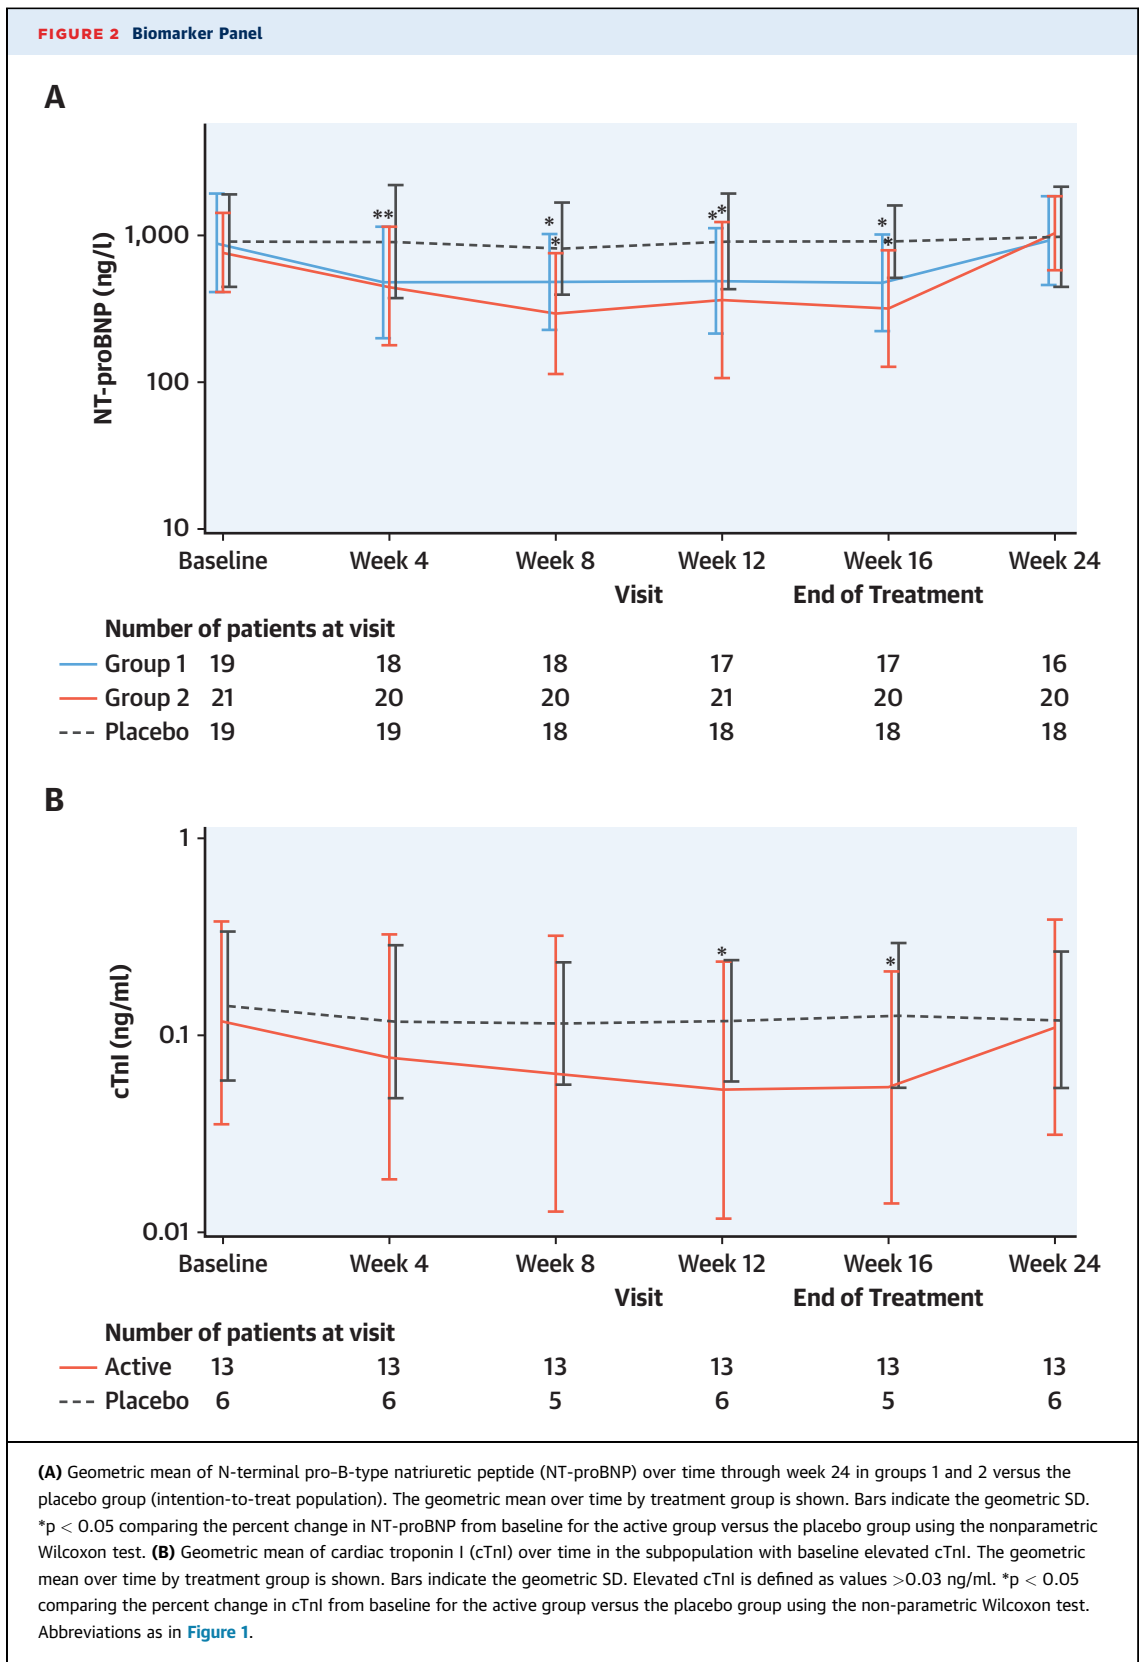 FIGURE 2 Biomarker Panel
A
NT-proBNP (ng/l)
1,000
100
10
** * * ** * *
Baseline Week 4 Week 8 Week 12 Week 16 Week 24
Visit End of Treatment
Number of patients at visit
Group 1 19 18 18 17 17 16
Group 2 21 20 20 21 20 20
Placebo 19 19 18 18 18 18
B
cTnI (ng/ml)
1
0.1
0.01
* *
Baseline Week 4 Week 8 Week 12 Week 16 Week 24
Visit End of Treatment
Number of patients at visit
Active 13 13 13 13 13 13
Placebo 6 6 5 6 5 6
(A) Geometric mean of N-terminal pro–B-type natriuretic peptide (NT-proBNP) over time through week 24 in groups 1 and 2 versus the
placebo group (intention-to-treat population). The geometric mean over time by treatment group is shown. Bars indicate the geometric SD.
*p < 0.05 comparing the percent change in NT-proBNP from baseline for the active group versus the placebo group using the nonparametric
Wilcoxon test. (B) Geometric mean of cardiac troponin I (cTnI) over time in the subpopulation with baseline elevated cTnI. The geometric
mean over time by treatment group is shown. Bars indicate the geometric SD. Elevated cTnI is defined as values >0.03 ng/ml. *p < 0.05
comparing the percent change in cTnI from baseline for the active group versus the placebo group using the non-parametric Wilcoxon test.
Abbreviations as in Figure 1.